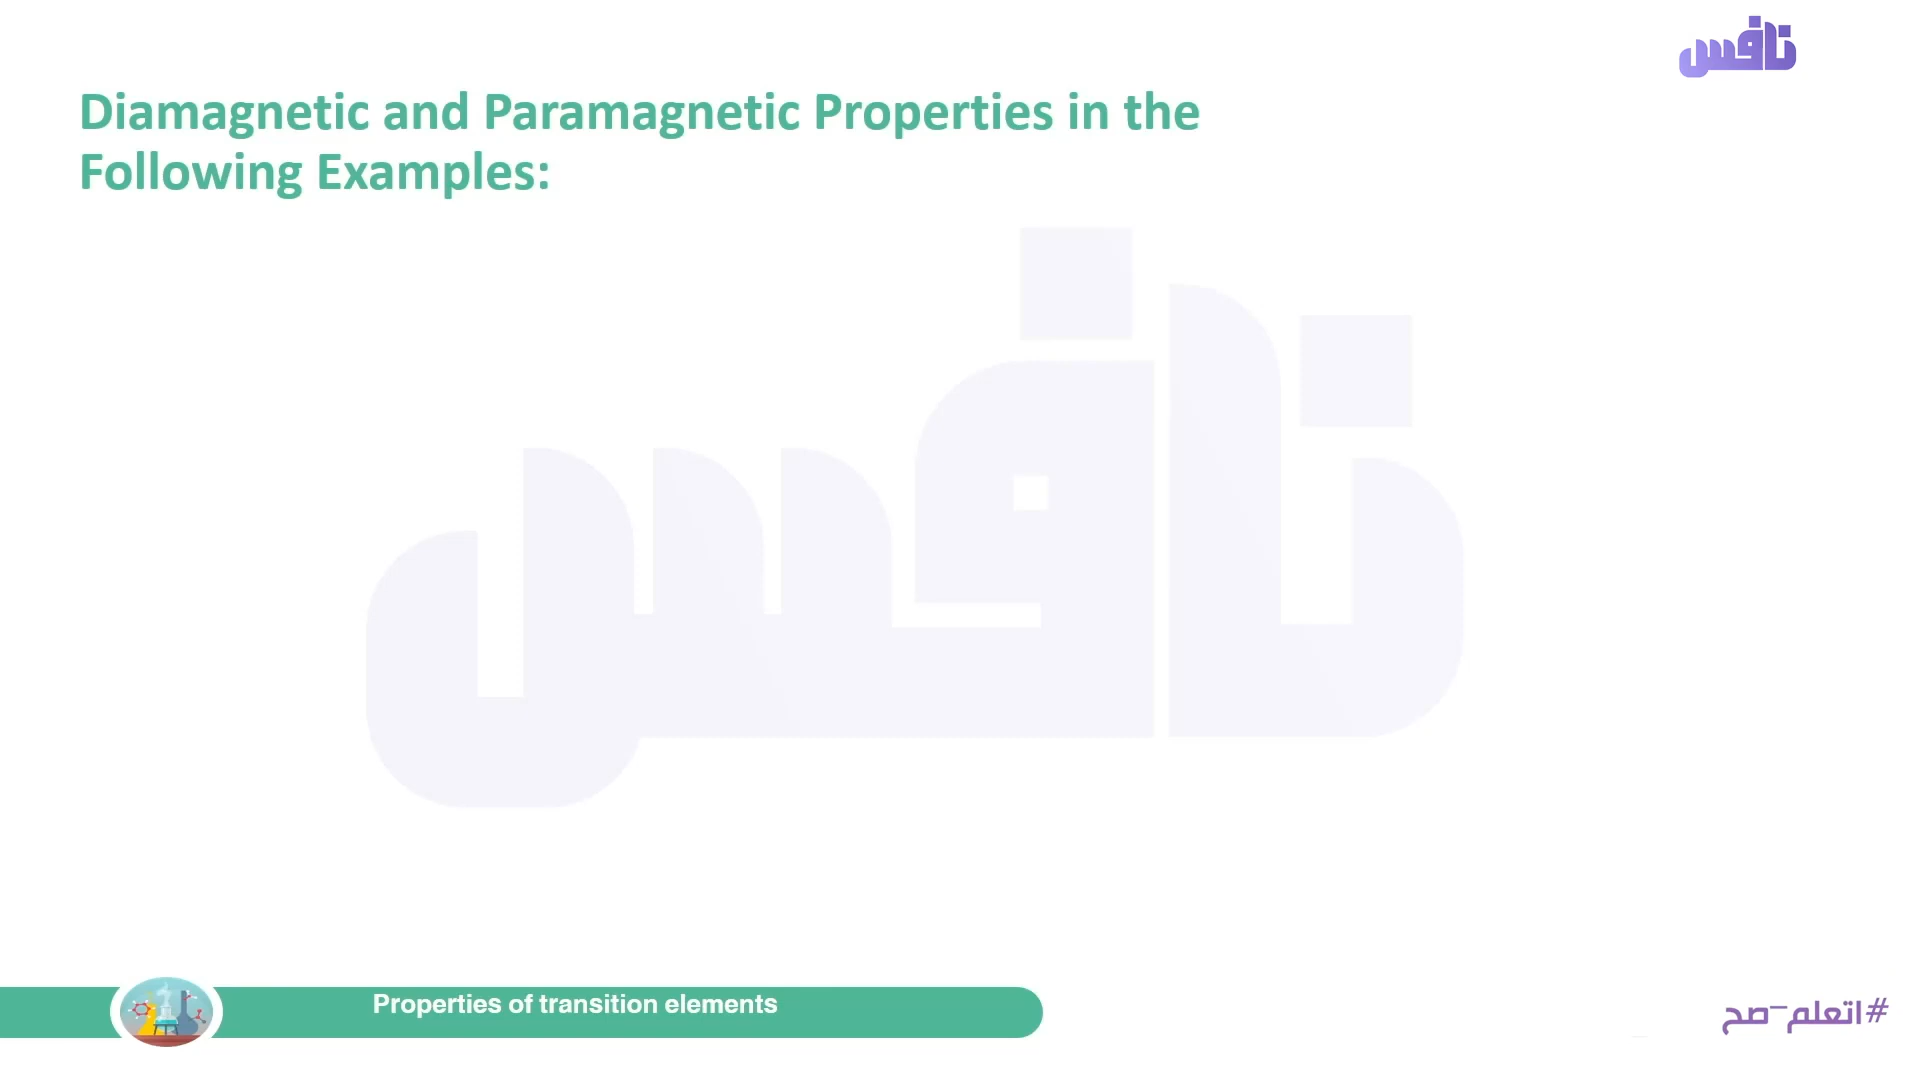 نافس
Diamagnetic and Paramagnetic Properties in the
Following Examples:
نافس
Properties of transition elements
#اتعلم_صح